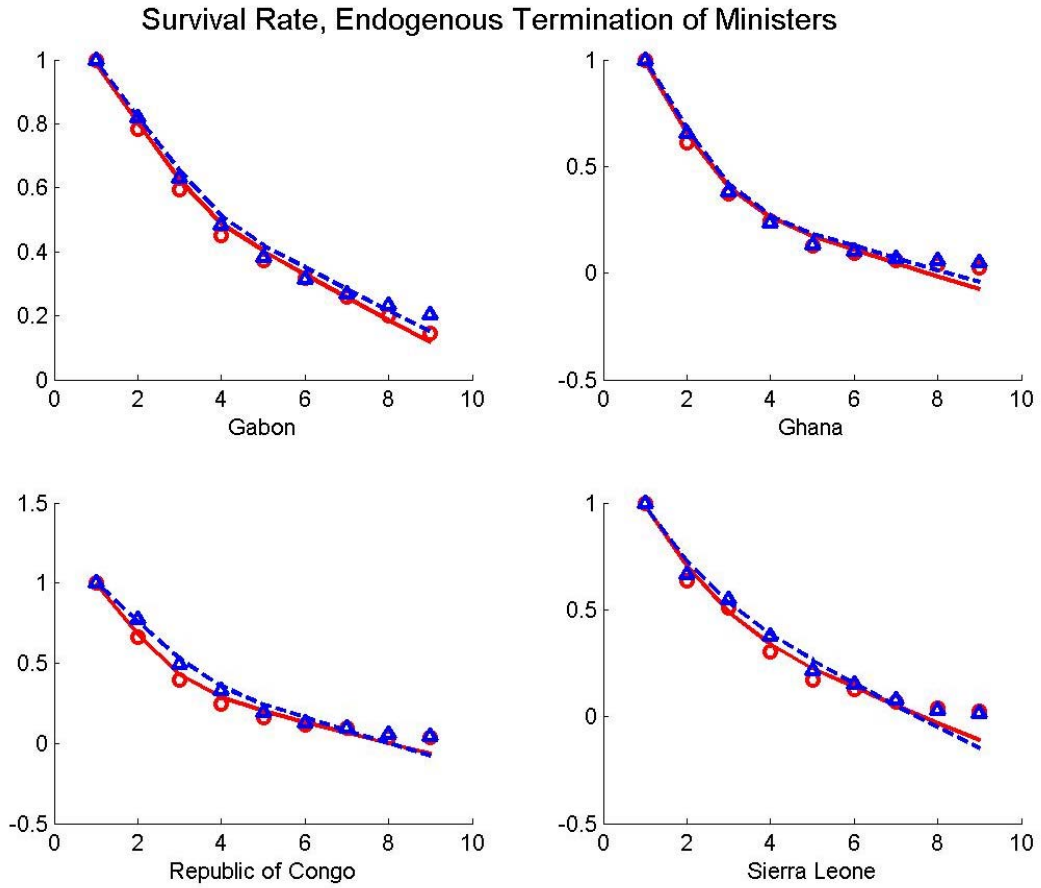 Survival Rate, Endogenous Termination of Ministers
1
0.8
0.6
0.4
0.2
0
0 2 4 6 8 10
Gabon
1
0.5
0
-0.5
0 2 4 6 8 10
Ghana
1.5
1
0.5
0
-0.5
0 2 4 6 8 10
Republic of Congo
1
0.5
0
-0.5
0 2 4 6 8 10
Sierra Leone